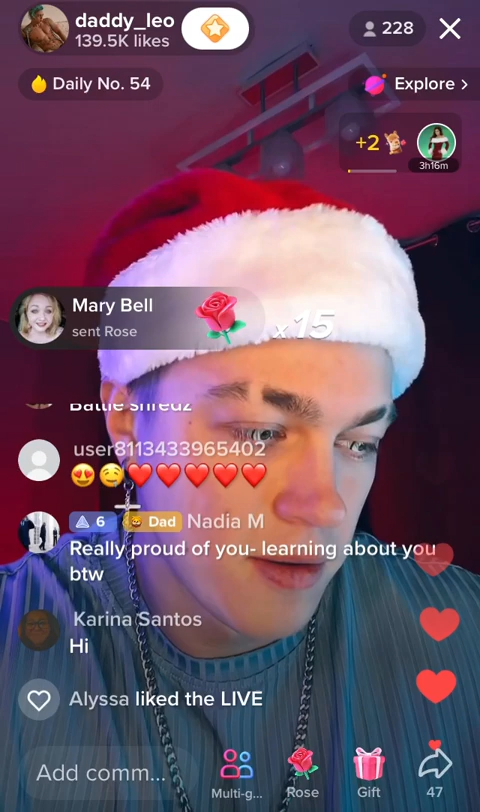 daddy_leo
139.5K likes
228
Daily No. 54
Explore >
+2
3h16m
Mary Bell
sent Rose
x15
Battle shredz
user8113433965402
😍🤤❤️❤️❤️❤️❤️
6 Dad Nadia M
Really proud of you- learning about you
btw
Karina Santos
Hi
Alyssa liked the LIVE
Add comm...
Multi-g...
Rose
Gift
47